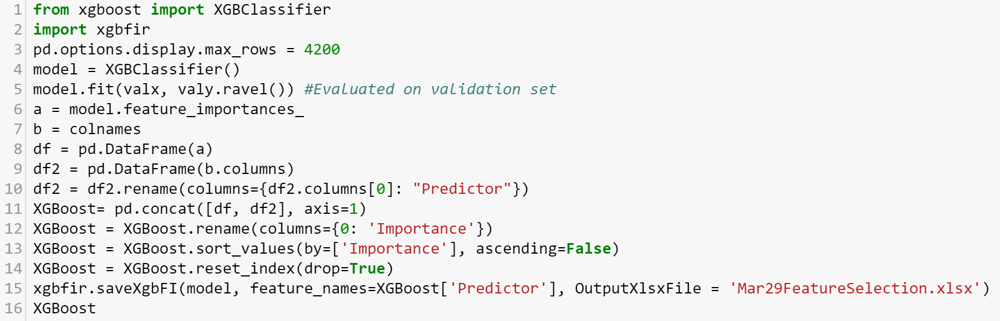 1 from xgboost import XGBClassifier
2 import xgbfir
3 pd.options.display.max_rows = 4200
4 model = XGBClassifier()
5 model.fit(valx, valy.ravel()) #Evaluated on validation set
6 a = model.feature_importances_
7 b = colnames
8 df = pd.DataFrame(a)
9 df2 = pd.DataFrame(b.columns)
10 df2 = df2.rename(columns={df2.columns[0]: "Predictor"})
11 XGBoost= pd.concat([df, df2], axis=1)
12 XGBoost = XGBoost.rename(columns={0: 'Importance'})
13 XGBoost = XGBoost.sort_values(by=['Importance'], ascending=False)
14 XGBoost = XGBoost.reset_index(drop=True)
15 xgbfir.saveXgbFI(model, feature_names=XGBoost['Predictor'], OutputXlsxFile = 'Mar29FeatureSelection.xlsx')
16 XGBoost